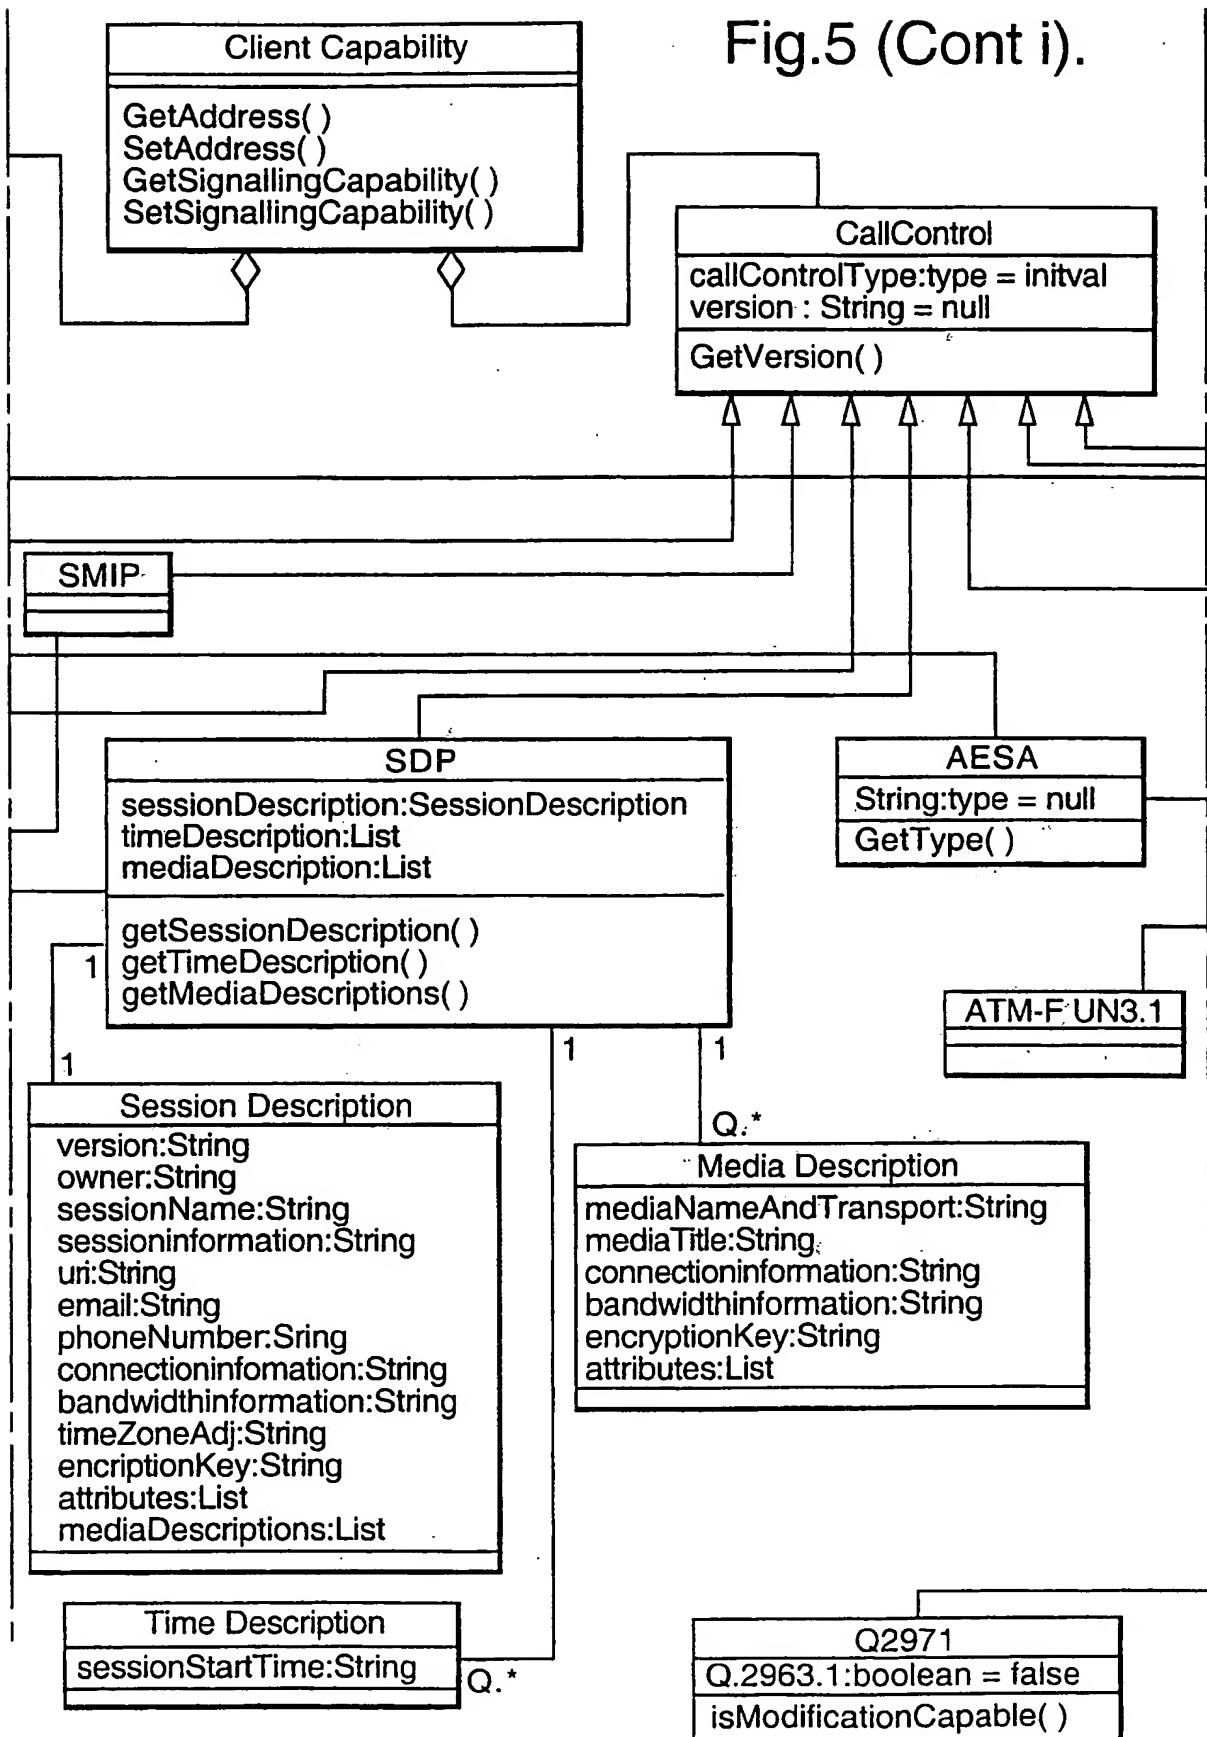 Fig.5 (Cont i).
Client Capability
GetAddress( )
SetAddress( )
GetSignallingCapability( )
SetSignallingCapability( )
CallControl
callControlType:type = initval
version : String = null
GetVersion( )
SMIP
SDP
sessionDescription:SessionDescription
timeDescription:List
mediaDescription:List
getSessionDescription( )
getTimeDescription( )
getMediaDescriptions( )
AESA
String:type = null
GetType( )
ATM-F UN3.1
1
1
1
1
Q.*
Session Description
version:String
owner:String
sessionName:String
sessioninformation:String
uri:String
email:String
phoneNumber:Sring
connectioninfomation:String
bandwidthinformation:String
timeZoneAdj:String
encriptionKey:String
attributes:List
mediaDescriptions:List
Media Description
mediaNameAndTransport:String
mediaTitle:String
connectioninformation:String
bandwidthinformation:String
encryptionKey:String
attributes:List
Time Description
sessionStartTime:String
Q.*
Q2971
Q.2963.1:boolean = false
isModificationCapable( )